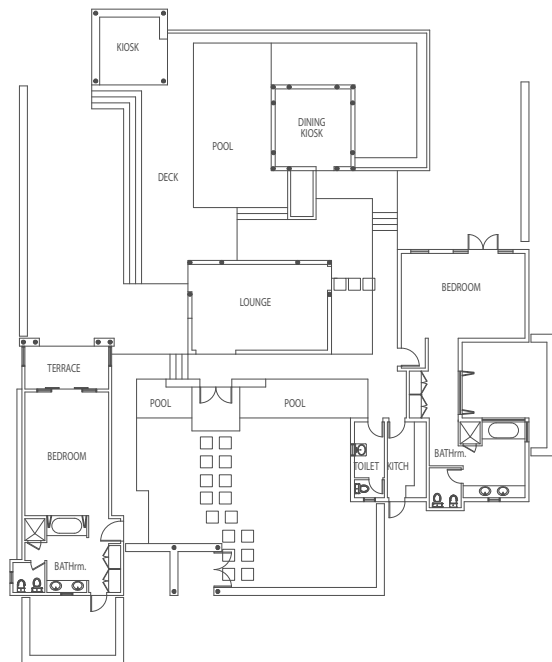 KIOSK
DINING
KIOSK
POOL
DECK
BEDROOM
LOUNGE
TERRACE
POOL
POOL
BEDROOM
TOILET
KITCH
BATHrm.
BATHrm.